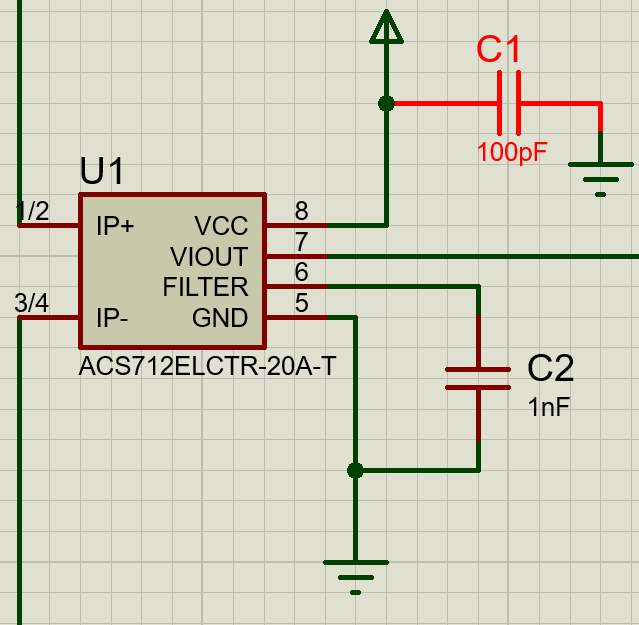 C1
100pF
U1
1/2 IP+ VCC 8
VIOUT 7
FILTER 6
3/4 IP- GND 5
ACS712ELCTR-20A-T
C2
1nF